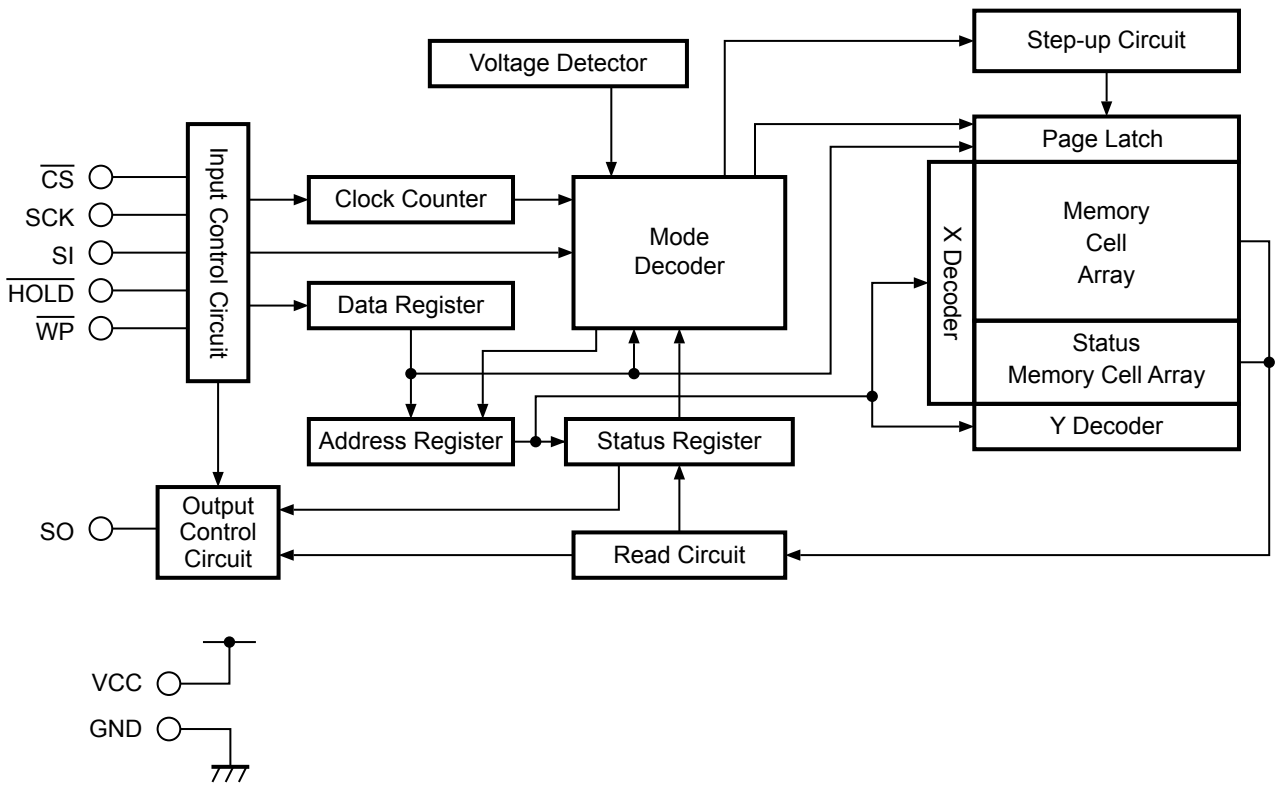 Step-up Circuit
Voltage Detector
Page Latch
Input Control Circuit
CS
SCK
SI
HOLD
WP
Clock Counter
Mode
Decoder
Data Register
X Decoder
Memory
Cell
Array
Status
Memory Cell Array
Y Decoder
Address Register
Status Register
SO
Output
Control
Circuit
Read Circuit
VCC
GND